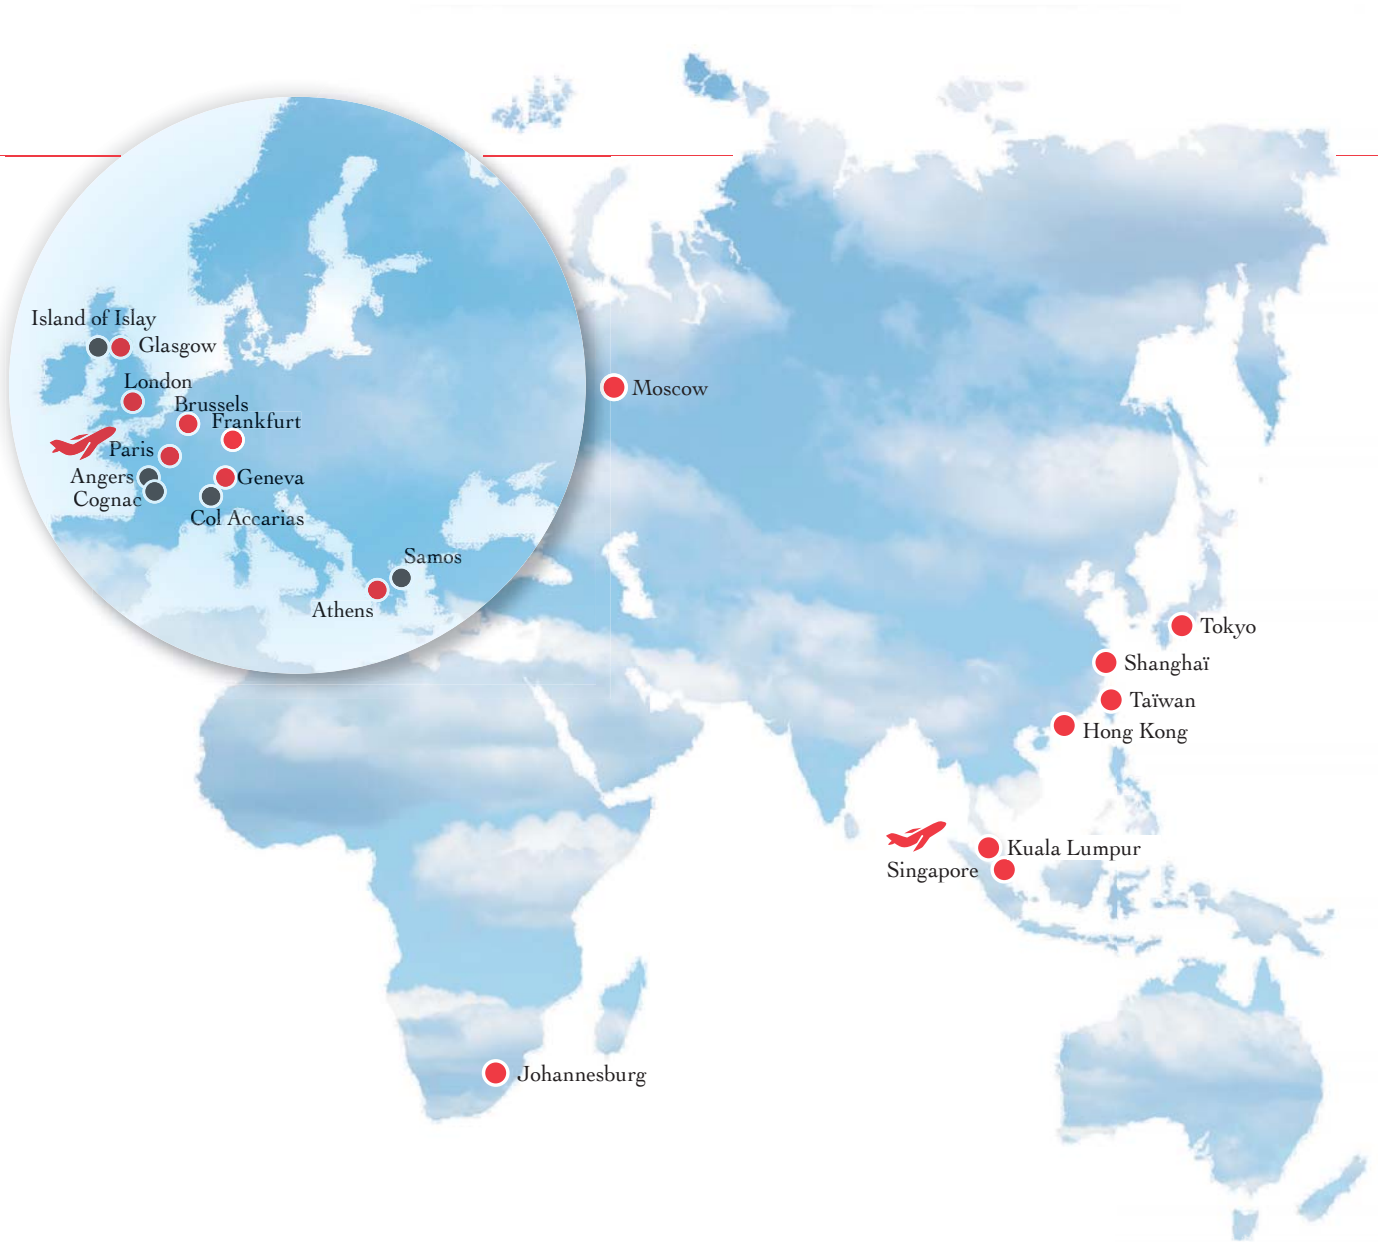 Island of Islay
Glasgow
London
Brussels
Frankfurt
Paris
Angers
Geneva
Cognac
Col Accarias
Samos
Athens
Moscow
Tokyo
Shanghaï
Taïwan
Hong Kong
Kuala Lumpur
Singapore
Johannesburg